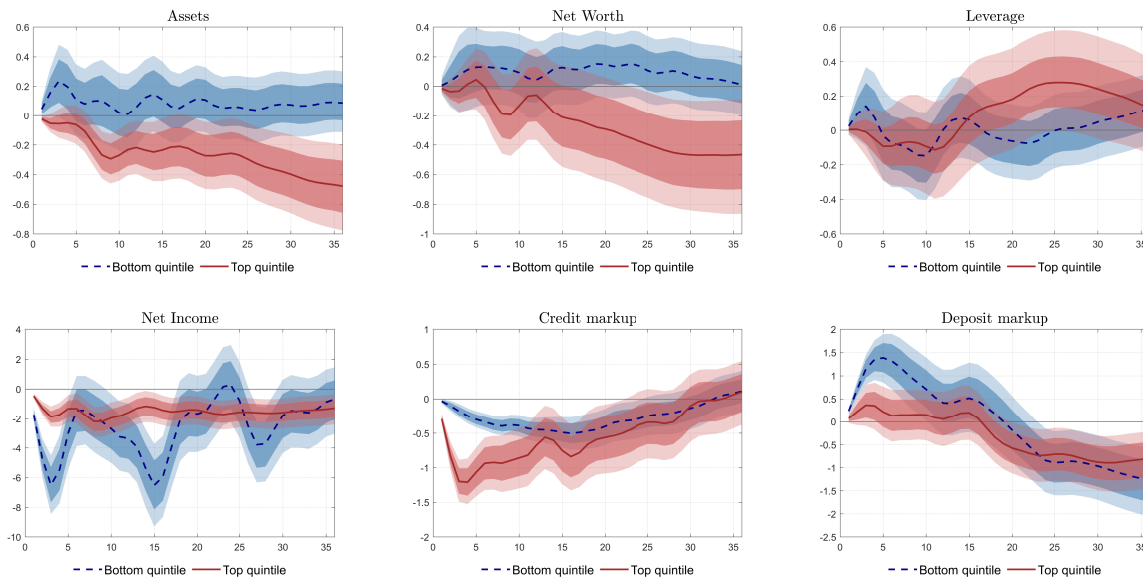 Assets
0.6
0.4
0.2
0
-0.2
-0.4
-0.6
-0.8
0 5 10 15 20 25 30 35
Bottom quintile Top quintile
Net Worth
0.4
0.2
0
-0.2
-0.4
-0.6
-0.8
-1
0 5 10 15 20 25 30 35
Bottom quintile Top quintile
Leverage
0.6
0.4
0.2
0
-0.2
-0.4
-0.6
0 5 10 15 20 25 30 35
Bottom quintile Top quintile
Net Income
4
2
0
-2
-4
-6
-8
-10
0 5 10 15 20 25 30 35
Bottom quintile Top quintile
Credit markup
1
0.5
0
-0.5
-1
-1.5
-2
0 5 10 15 20 25 30 35
Bottom quintile Top quintile
Deposit markup
2
1.5
1
0.5
0
-0.5
-1
-1.5
-2
-2.5
0 5 10 15 20 25 30 35
Bottom quintile Top quintile